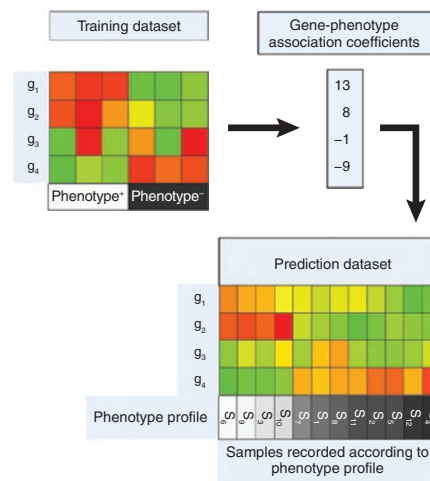 Training dataset
Gene-phenotype
association coefficients
g1
g2
g3
g4
13
8
−1
−9
Phenotype+ Phenotype−
Prediction dataset
g1
g2
g3
g4
Phenotype profile
S6 S9 S3 S10 S7 S1 S8 S11 S2 S5 S12 S4
Samples recorded according to
phenotype profile